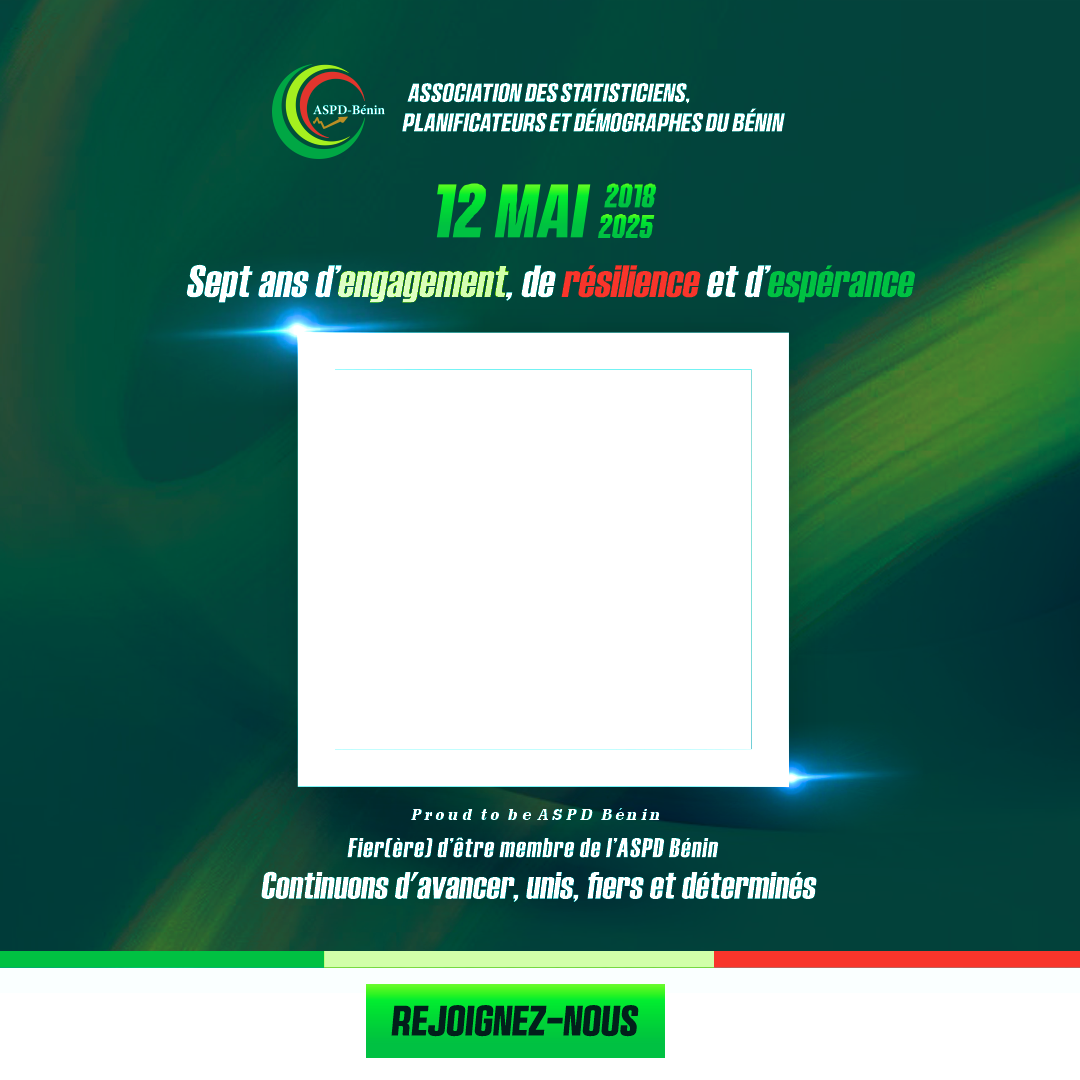 ASPD-Bénin
ASSOCIATION DES STATISTICIENS,
PLANIFICATEURS ET DÉMOGRAPHES DU BÉNIN
12 MAI 2018
2025
Sept ans d'engagement, de résilience et d'espérance
Proud to be ASPD Bénin
Fier(ère) d'être membre de l'ASPD Bénin
Continuons d'avancer, unis, fiers et déterminés
REJOIGNEZ-NOUS